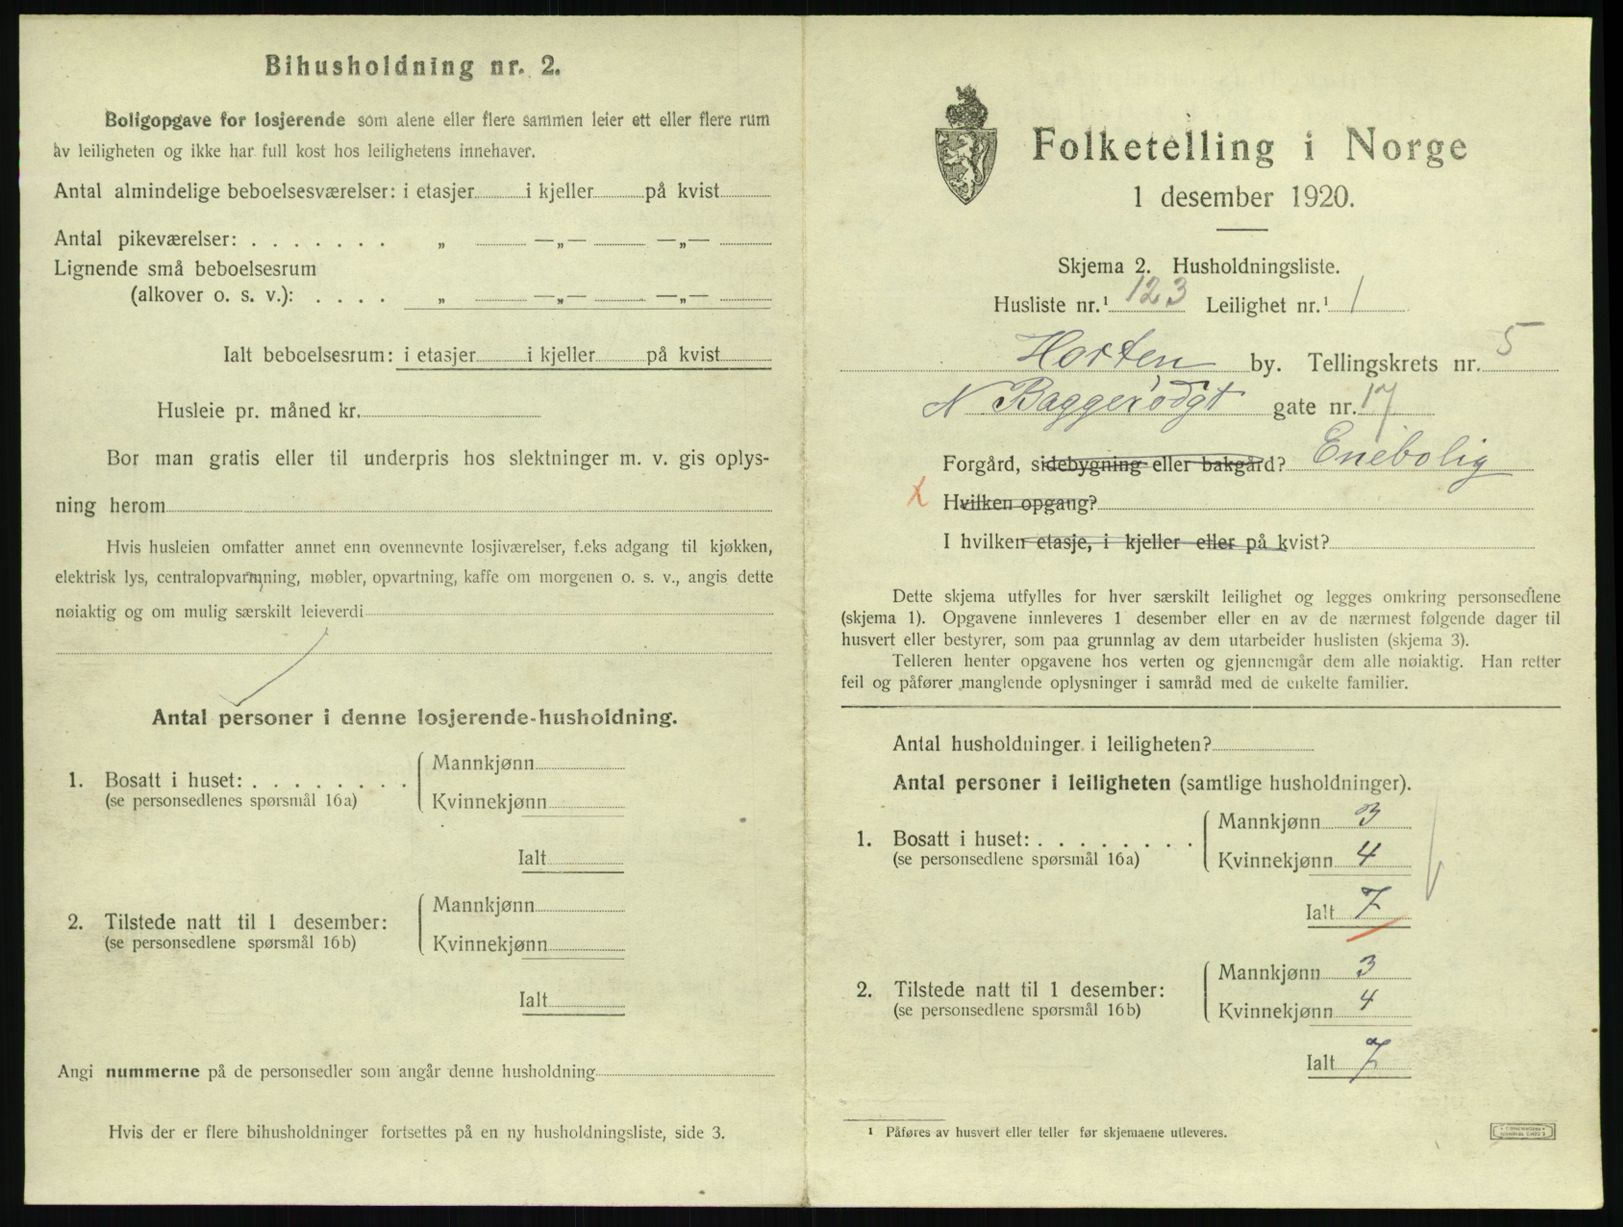 Bihusholdning nr. 2.
Boligopgave for losjerende som alene eller flere sammen leier ett eller flere rum
av leiligheten og ikke har full kost hos leilighetens innehaver.
Antal almindelige beboelsesværelser: i etasjer i kjeller på kvist
Antal pikeværelser: . . . . . . . „ —„— —„—
Lignende små beboelsesrum
(alkover o. s. v.): . . . . „ —„— —„—
Ialt beboelsesrum: i etasjer i kjeller på kvist
Husleie pr. måned kr.
Bor man gratis eller til underpris hos slektninger m. v. gis oplys-
ning herom
Hvis husleien omfatter annet enn ovennevnte losjiværelser, f.eks adgang til kjøkken,
elektrisk lys, centralopvarmning, møbler, opvartning, kaffe om morgenen o. s. v., angis dette
nøiaktig og om mulig særskilt leieverdi
Antal personer i denne losjerende-husholdning.
1. Bosatt i huset: . . . . . . . .
(se personsedlenes spørsmål 16a)
Mannkjønn
Kvinnekjønn
Ialt
2. Tilstede natt til 1 desember:
(se personsedlene spørsmål 16b)
Mannkjønn
Kvinnekjønn
Ialt
Angi nummerne på de personsedler som angår denne husholdning
Hvis der er flere bihusholdninger fortsettes på en ny husholdningsliste, side 3.
Folketelling i Norge
1 desember 1920.
Skjema 2. Husholdningsliste.
Husliste nr.¹ 123 Leilighet nr.¹ 1
Horten by. Tellingskrets nr. 5
N Baggerødgt gate nr. 17
Forgård, sidebygning eller bakgård? Enebolig
X Hvilken opgang?
I hvilken etasje, i kjeller eller på kvist?
Dette skjema utfylles for hver særskilt leilighet og legges omkring personsedlene
(skjema 1). Opgavene innleveres 1 desember eller en av de nærmest følgende dager til
husvert eller bestyrer, som paa grunnlag av dem utarbeider huslisten (skjema 3).
Telleren henter opgavene hos verten og gjennemgår dem alle nøiaktig. Han retter
feil og påfører manglende oplysninger i samråd med de enkelte familier.
Antal husholdninger i leiligheten?
Antal personer i leiligheten (samtlige husholdninger).
1. Bosatt i huset: . . . . . . . .
(se personsedlene spørsmål 16a)
Mannkjønn 3
Kvinnekjønn 4
Ialt 7
2. Tilstede natt til 1 desember:
(se personsedlene spørsmål 16b)
Mannkjønn 3
Kvinnekjønn 4
Ialt 7
¹ Påføres av husvert eller teller før skjemaene utleveres.